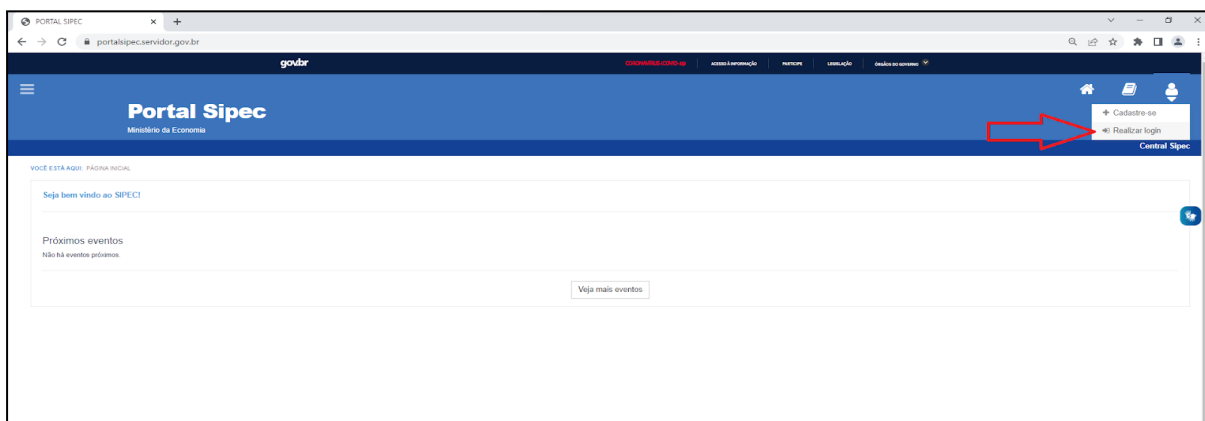 PORTAL SIPEC
portalsipec.servidor.gov.br
govbr
CORONAVÍRUS (COVID-19)
ACESSO À INFORMAÇÃO
PARTICIPE
LEGISLAÇÃO
ÓRGÃOS DO GOVERNO
Portal Sipec
Ministério da Economia
Cadastre-se
Realizar login
Central Sipec
VOCÊ ESTÁ AQUI: PÁGINA INICIAL
Seja bem vindo ao SIPEC!
Próximos eventos
Não há eventos próximos.
Veja mais eventos